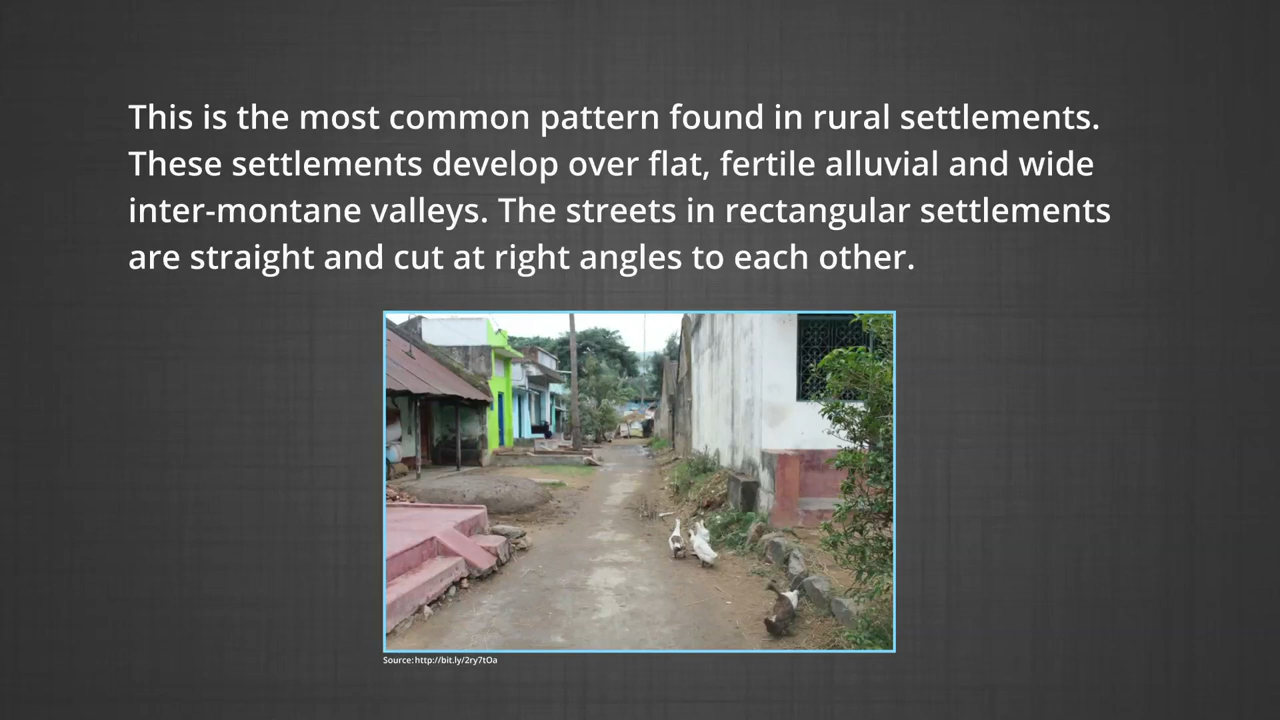 This is the most common pattern found in rural settlements.
These settlements develop over flat, fertile alluvial and wide
inter-montane valleys. The streets in rectangular settlements
are straight and cut at right angles to each other.
Source: http://bit.ly/2ry7tOa